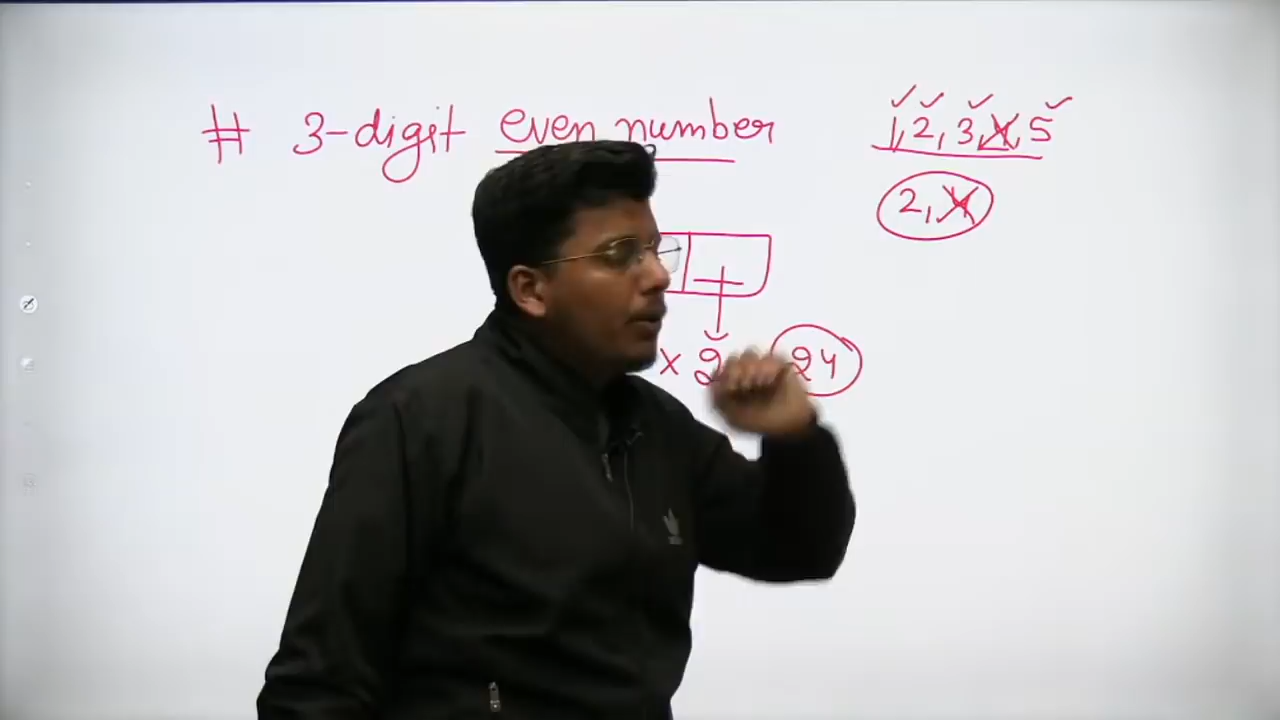 # 3-digit even number
1, 2, 3, 4, 5
2, 4
x 2
24